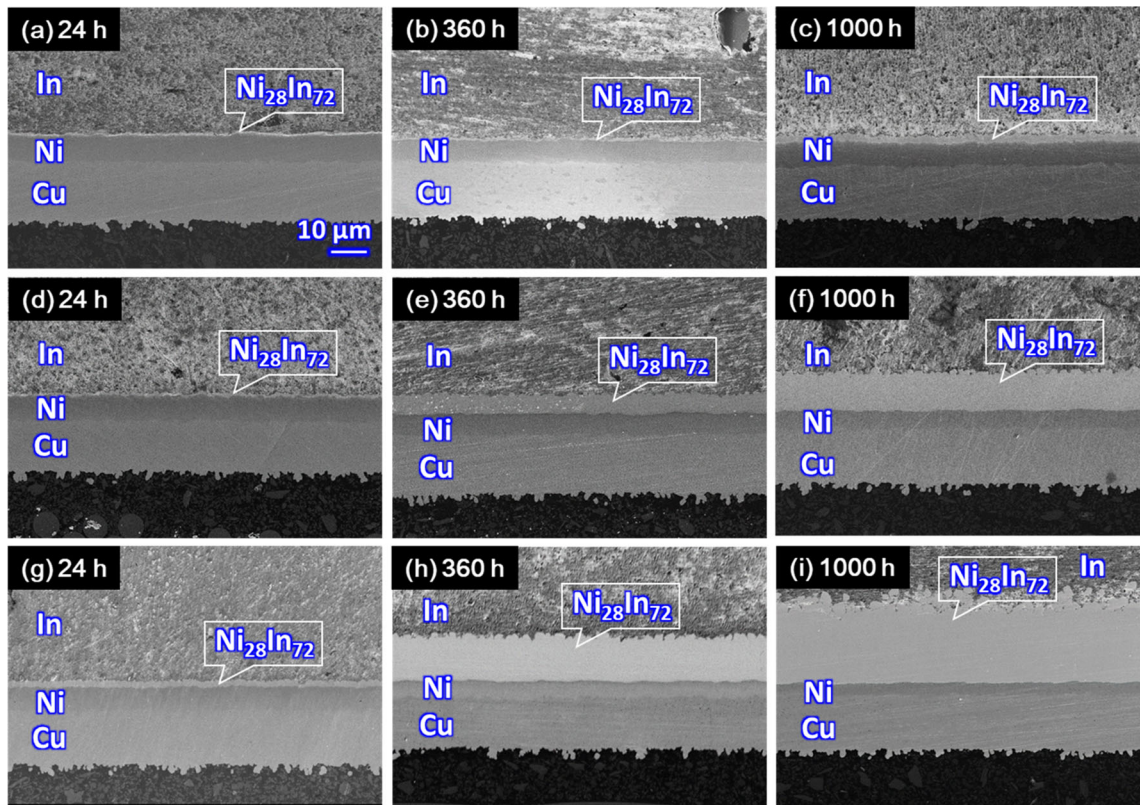 (a) 24 h
In
Ni28In72
Ni
Cu
10 µm
(b) 360 h
In
Ni28In72
Ni
Cu
(c) 1000 h
In
Ni28In72
Ni
Cu
(d) 24 h
In
Ni28In72
Ni
Cu
(e) 360 h
In
Ni28In72
Ni
Cu
(f) 1000 h
In
Ni28In72
Ni
Cu
(g) 24 h
In
Ni28In72
Ni
Cu
(h) 360 h
In
Ni28In72
Ni
Cu
(i) 1000 h
In
Ni28In72
Ni
Cu